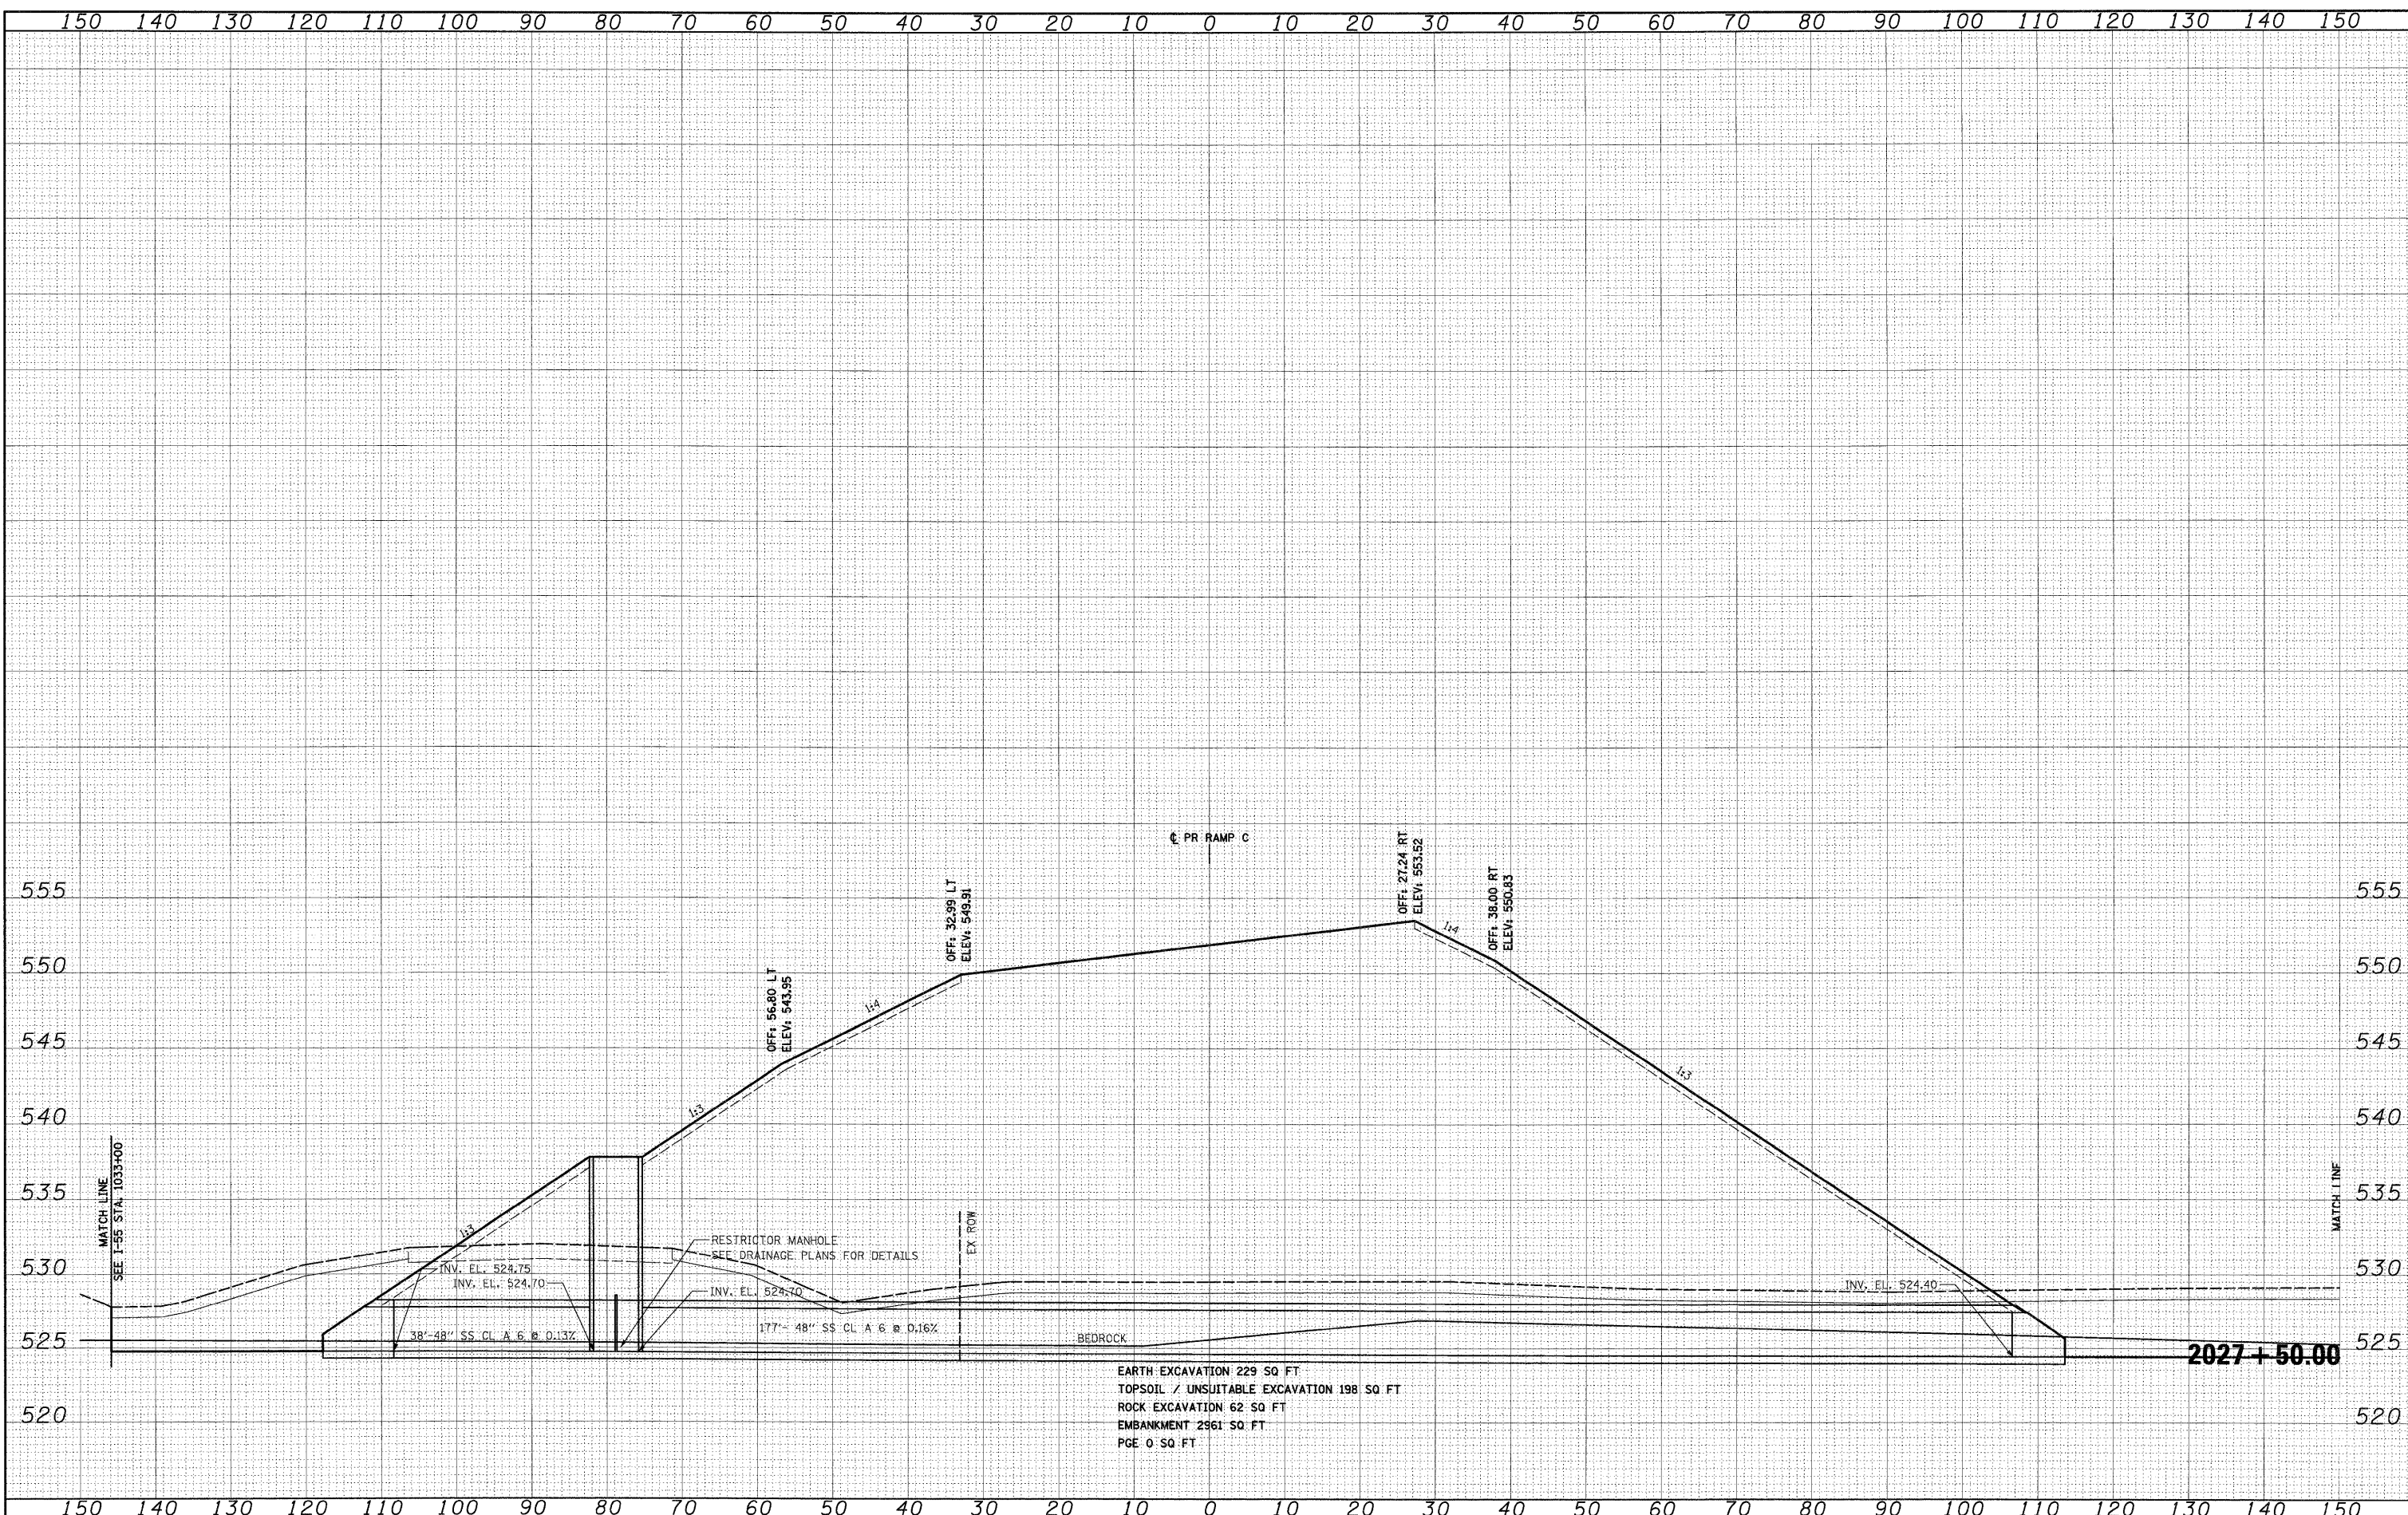 150 140 130 120 110 100 90 80 70 60 50 40 30 20 10 0 10 20 30 40 50 60 70 80 90 100 110 120 130 140 150
℄ PR RAMP C
OFF: 27.24 RT
ELEV: 553.52
OFF: 38.00 RT
ELEV: 550.83
OFF: 32.99 LT
ELEV: 549.91
OFF: 56.80 LT
ELEV: 543.95
555 555
1:4
550 550
1:4
545 545
1:3
540 1:3 540
MATCH LINE
SEE I-55 STA. 1033+00
535 535
MATCH LINE
1:3
EX ROW
RESTRICTOR MANHOLE
SEE DRAINAGE PLANS FOR DETAILS
530 530
INV. EL. 524.75
INV. EL. 524.70
INV. EL. 524.70
INV. EL. 524.40
38'-48" SS CL A 6 @ 0.13%
177'- 48" SS CL A 6 @ 0.16%
BEDROCK
525 525
2027+50.00
EARTH EXCAVATION 229 SQ FT
TOPSOIL / UNSUITABLE EXCAVATION 198 SQ FT
ROCK EXCAVATION 62 SQ FT
EMBANKMENT 2961 SQ FT
PGE 0 SQ FT
520 520
150 140 130 120 110 100 90 80 70 60 50 40 30 20 10 0 10 20 30 40 50 60 70 80 90 100 110 120 130 140 150